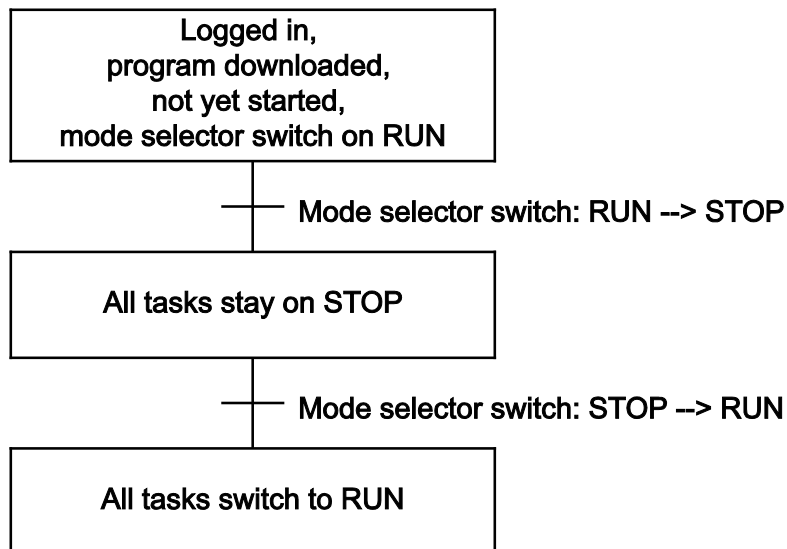 Logged in,
program downloaded,
not yet started,
mode selector switch on RUN
Mode selector switch: RUN --> STOP
All tasks stay on STOP
Mode selector switch: STOP --> RUN
All tasks switch to RUN